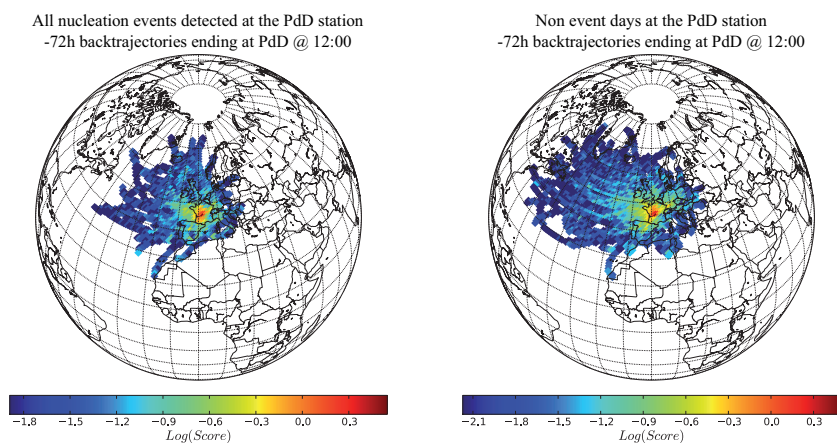 All nucleation events detected at the PdD station
-72h backtrajectories ending at PdD @ 12:00
Non event days at the PdD station
-72h backtrajectories ending at PdD @ 12:00
−1.8 −1.5 −1.2 −0.9 −0.6 −0.3 0.0 0.3
Log(Score)
−2.1 −1.8 −1.5 −1.2 −0.9 −0.6 −0.3 0.0 0.3
Log(Score)